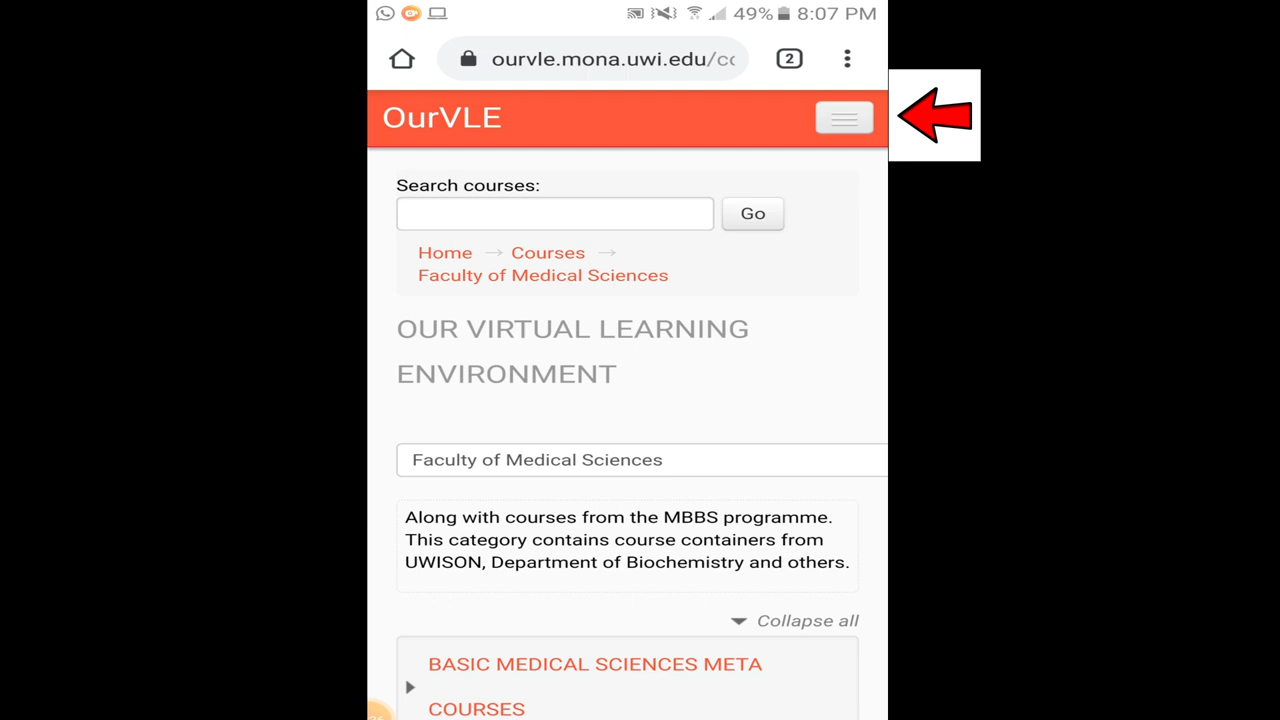 49% 8:07 PM
ourvle.mona.uwi.edu/cc
2
OurVLE
Search courses:
Go
Home → Courses →
Faculty of Medical Sciences
OUR VIRTUAL LEARNING
ENVIRONMENT
Faculty of Medical Sciences
Along with courses from the MBBS programme.
This category contains course containers from
UWISON, Department of Biochemistry and others.
Collapse all
BASIC MEDICAL SCIENCES META
COURSES